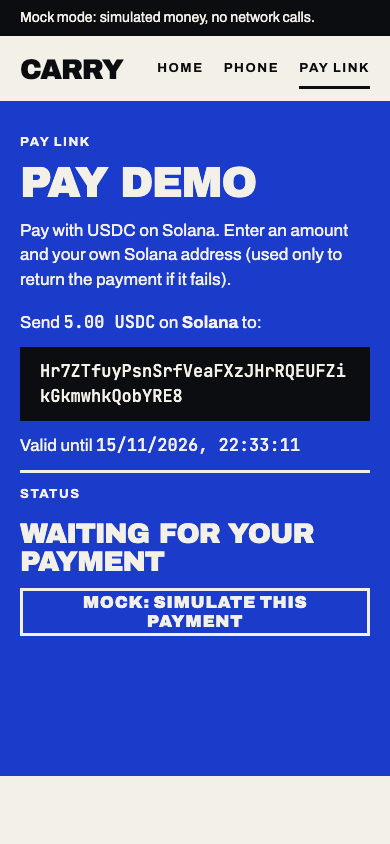 Mock mode: simulated money, no network calls.
CARRY
HOME
PHONE
PAY LINK
PAY LINK
PAY DEMO
Pay with USDC on Solana. Enter an amount
and your own Solana address (used only to
return the payment if it fails).
Send 5.00 USDC on Solana to:
Hr7ZTfuyPsnSrfVeaFXzJHrRQEUFZi
kGkmwhkQobYRE8
Valid until 15/11/2026, 22:33:11
STATUS
WAITING FOR YOUR
PAYMENT
MOCK: SIMULATE THIS
PAYMENT